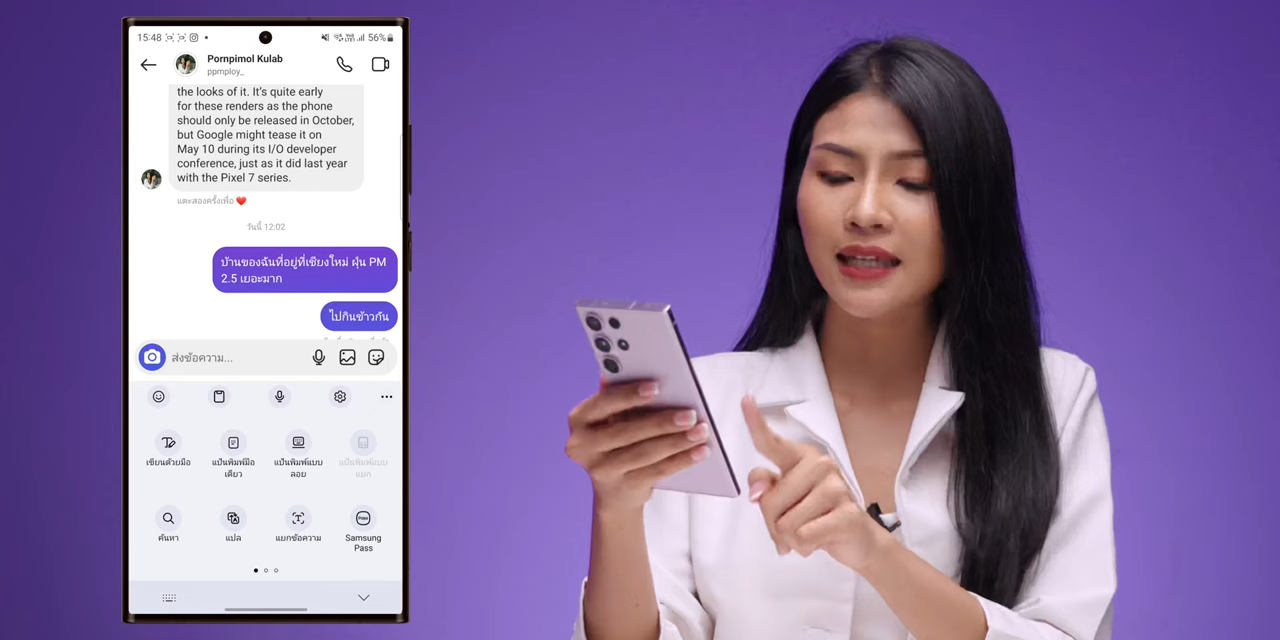 15:48
56%
Pornpimol Kulab
ppmploy_
the looks of it. It's quite early
for these renders as the phone
should only be released in October,
but Google might tease it on
May 10 during its I/O developer
conference, just as it did last year
with the Pixel 7 series.
แตะสองครั้งเพื่อ
วันนี้ 12:02
บ้านของฉันที่อยู่ที่เชียงใหม่ ฝุ่น PM
2.5 เยอะมาก
ไปกินข้าวกัน
ส่งข้อความ...
เขียนด้วยมือ
แป้นพิมพ์มือ
เดียว
แป้นพิมพ์แบบ
ลอย
แป้นพิมพ์แบบ
แยก
ค้นหา
แปล
แยกข้อความ
Samsung
Pass